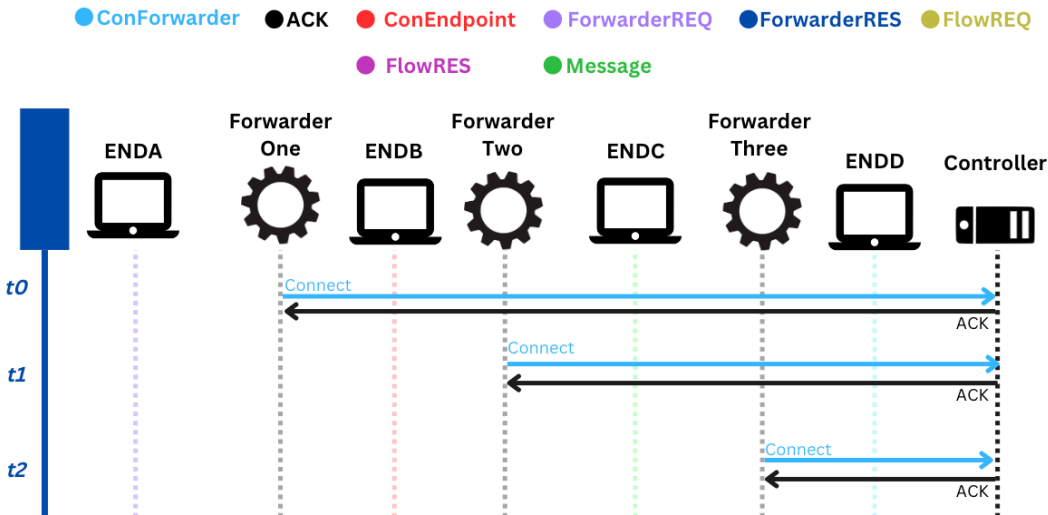 ConForwarder ACK ConEndpoint ForwarderREQ ForwarderRES FlowREQ
FlowRES Message
ENDA
Forwarder
One
ENDB
Forwarder
Two
ENDC
Forwarder
Three
ENDD
Controller
t0
Connect
ACK
Connect
t1
ACK
Connect
t2
ACK